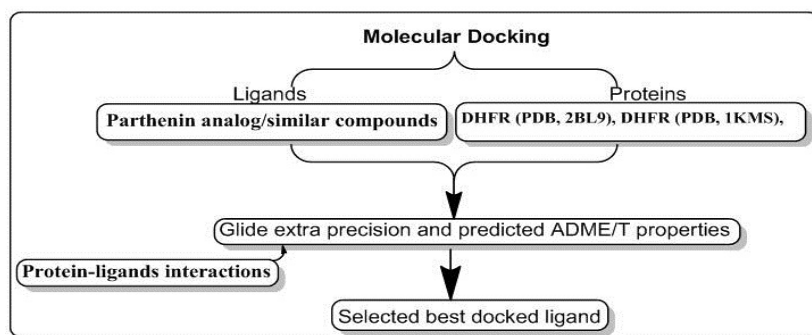 Molecular Docking
Ligands
Proteins
Parthenin analog/similar compounds
DHFR (PDB, 2BL9), DHFR (PDB, 1KMS),
Glide extra precision and predicted ADME/T properties
Protein-ligands interactions
Selected best docked ligand